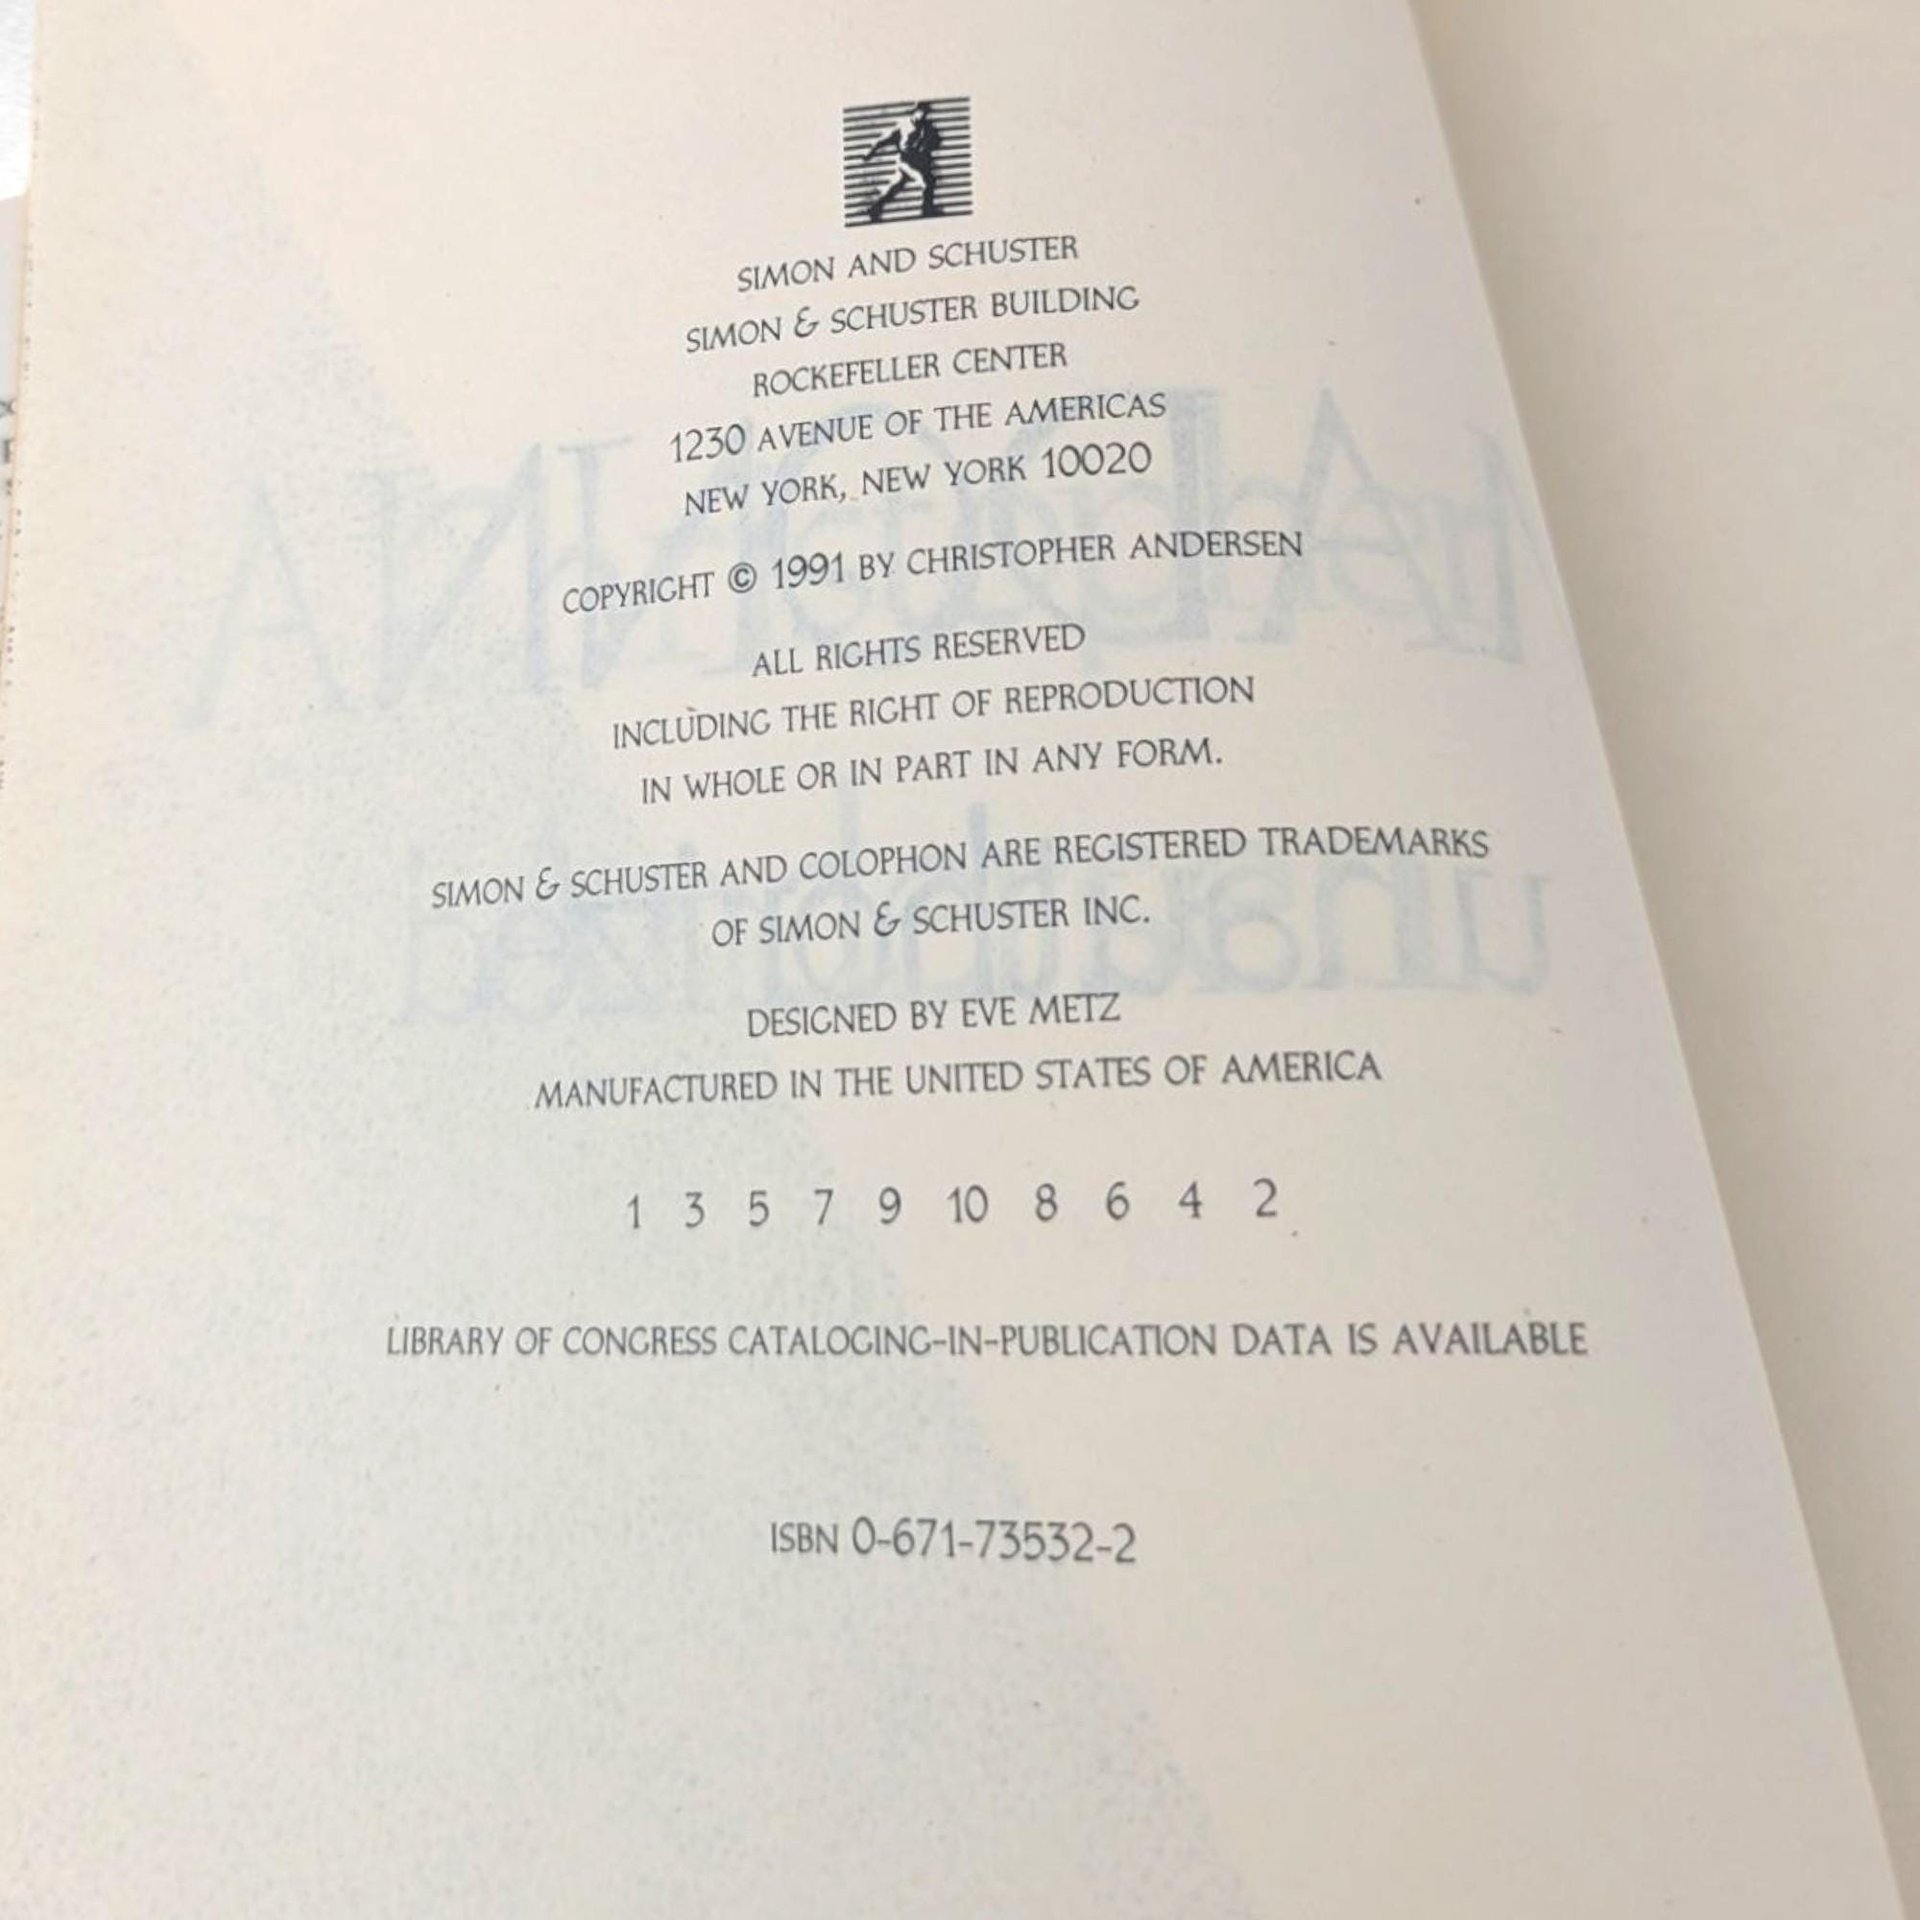 SIMON AND SCHUSTER
SIMON & SCHUSTER BUILDING
ROCKEFELLER CENTER
1230 AVENUE OF THE AMERICAS
NEW YORK, NEW YORK 10020
COPYRIGHT © 1991 BY CHRISTOPHER ANDERSEN
ALL RIGHTS RESERVED
INCLUDING THE RIGHT OF REPRODUCTION
IN WHOLE OR IN PART IN ANY FORM.
SIMON & SCHUSTER AND COLOPHON ARE REGISTERED TRADEMARKS
OF SIMON & SCHUSTER INC.
DESIGNED BY EVE METZ
MANUFACTURED IN THE UNITED STATES OF AMERICA
1 3 5 7 9 10 8 6 4 2
LIBRARY OF CONGRESS CATALOGING-IN-PUBLICATION DATA IS AVAILABLE
ISBN 0-671-73532-2